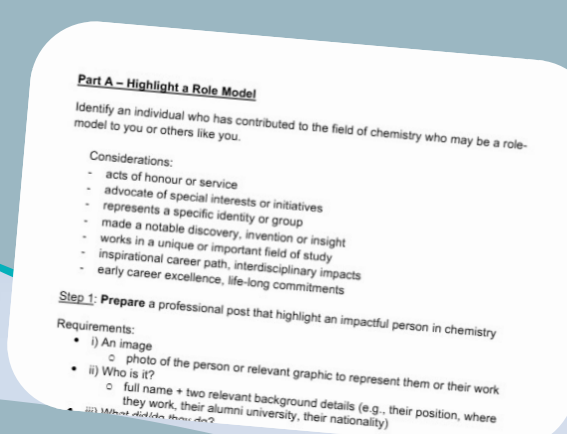 Part A – Highlight a Role Model
Identify an individual who has contributed to the field of chemistry who may be a role-
model to you or others like you.
Considerations:
- acts of honour or service
- advocate of special interests or initiatives
- represents a specific identity or group
- made a notable discovery, invention or insight
- works in a unique or important field of study
- inspirational career path, interdisciplinary impacts
- early career excellence, life-long commitments
Step 1: Prepare a professional post that highlight an impactful person in chemistry
Requirements:
• i) An image
o photo of the person or relevant graphic to represent them or their work
• ii) Who is it?
o full name + two relevant background details (e.g., their position, where
they work, their alumni university, their nationality)
• iii) What did/do they do?